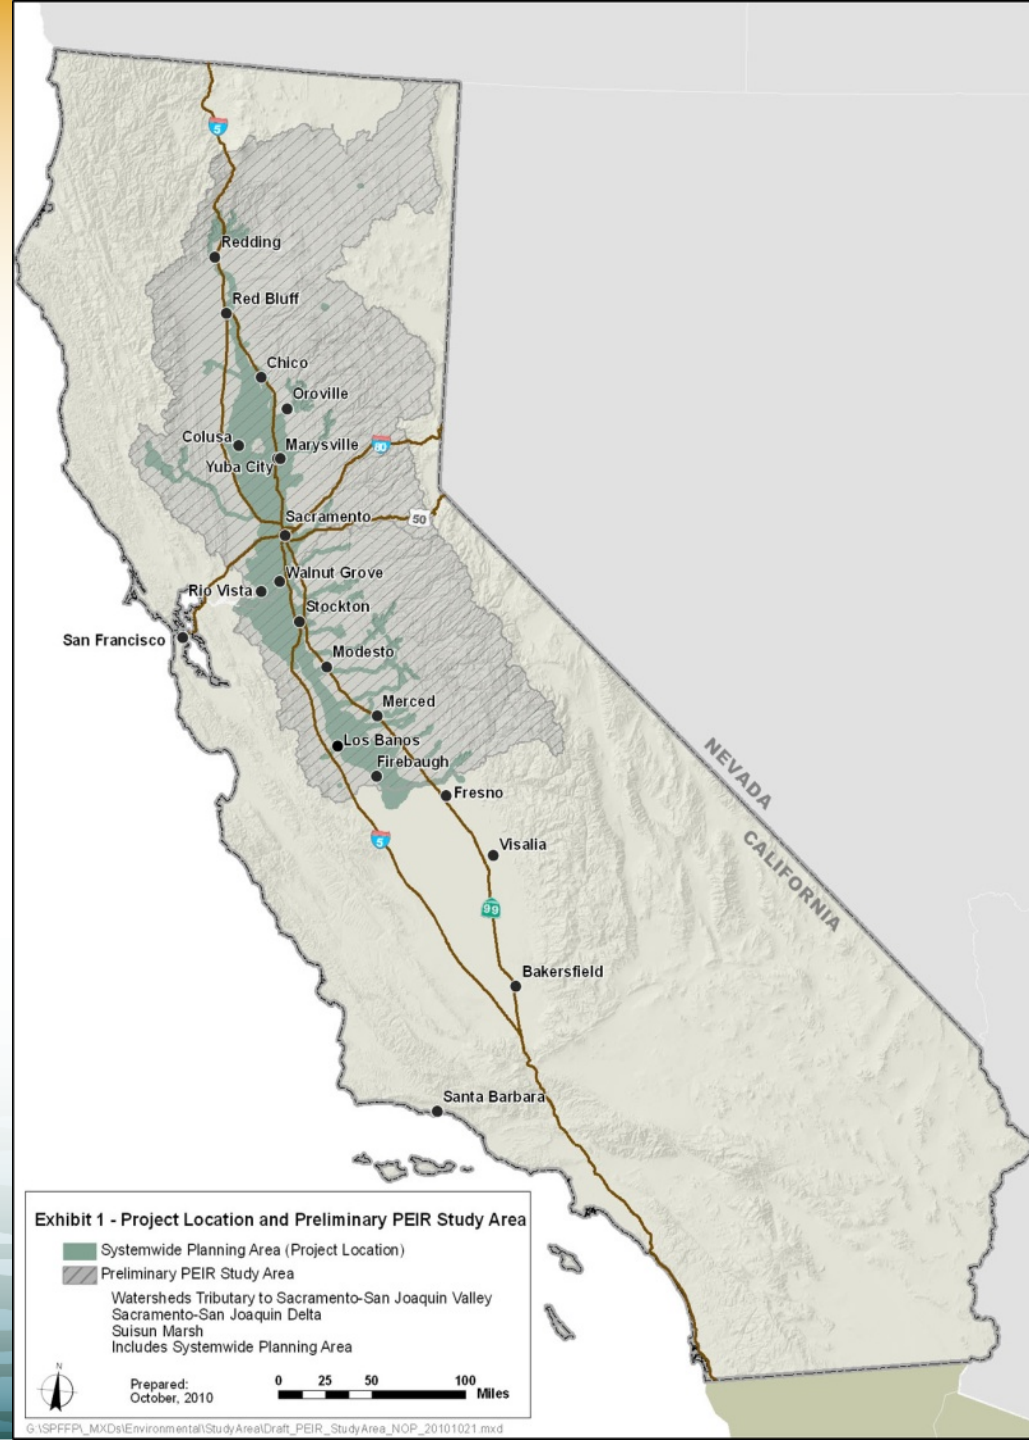 5
Redding
Red Bluff
Chico
Oroville
Colusa
Marysville
80
Yuba City
Sacramento
50
Walnut Grove
Rio Vista
Stockton
San Francisco
Modesto
Merced
Los Banos
Firebaugh
NEVADA
Fresno
5
Visalia
CALIFORNIA
99
Bakersfield
Santa Barbara
Exhibit 1 - Project Location and Preliminary PEIR Study Area
Systemwide Planning Area (Project Location)
Preliminary PEIR Study Area
Watersheds Tributary to Sacramento-San Joaquin Valley
Sacramento-San Joaquin Delta
Suisun Marsh
Includes Systemwide Planning Area
N
Prepared:
October, 2010
0 25 50 100
Miles
G:\SPFFP\_MXDs\Environmental\StudyArea\Draft_PEIR_StudyArea_NOP_20101021.mxd